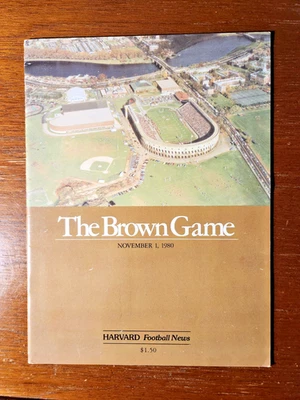 The Brown Game
NOVEMBER 1, 1980
HARVARD Football News
$1.50